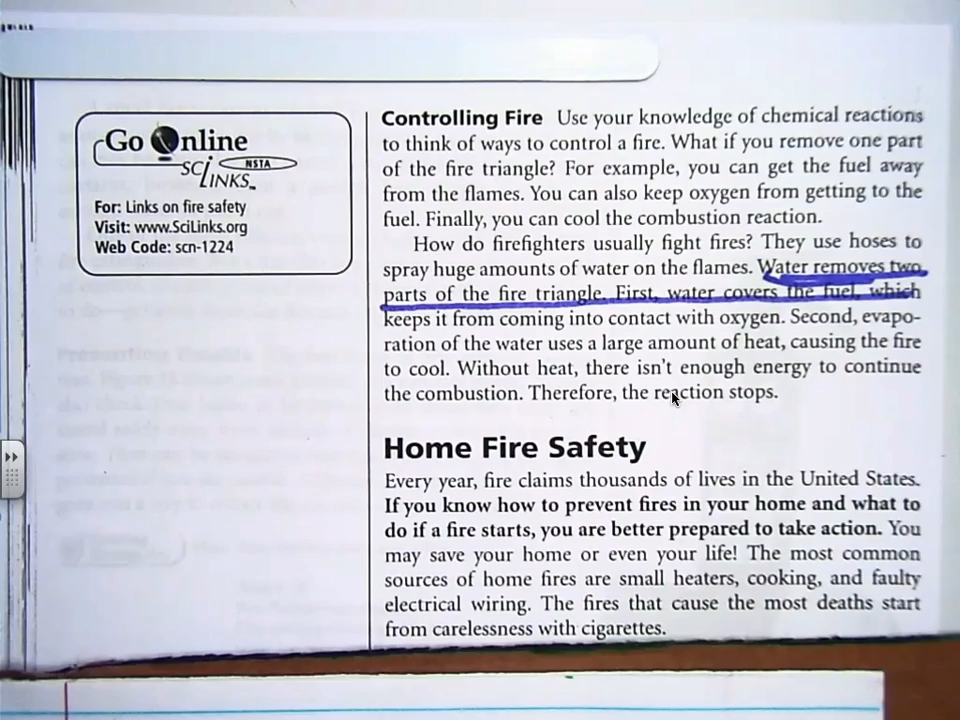 Go Online
NSTA
SciLINKS™
For: Links on fire safety
Visit: www.SciLinks.org
Web Code: scn-1224
Controlling Fire Use your knowledge of chemical reactions
to think of ways to control a fire. What if you remove one part
of the fire triangle? For example, you can get the fuel away
from the flames. You can also keep oxygen from getting to the
fuel. Finally, you can cool the combustion reaction.
How do firefighters usually fight fires? They use hoses to
spray huge amounts of water on the flames. Water removes two
parts of the fire triangle. First, water covers the fuel, which
keeps it from coming into contact with oxygen. Second, evapo-
ration of the water uses a large amount of heat, causing the fire
to cool. Without heat, there isn't enough energy to continue
the combustion. Therefore, the reaction stops.
Home Fire Safety
Every year, fire claims thousands of lives in the United States.
If you know how to prevent fires in your home and what to
do if a fire starts, you are better prepared to take action. You
may save your home or even your life! The most common
sources of home fires are small heaters, cooking, and faulty
electrical wiring. The fires that cause the most deaths start
from carelessness with cigarettes.